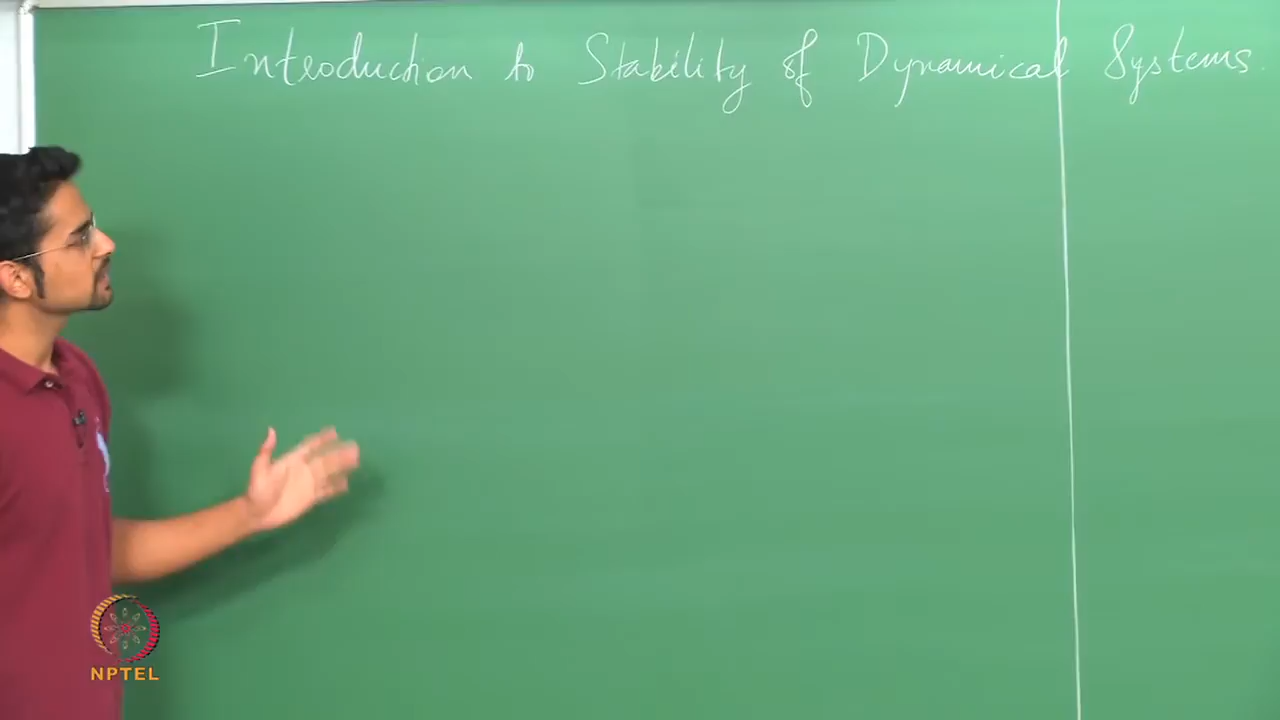 Introduction to Stability of Dynamical Systems.
NPTEL